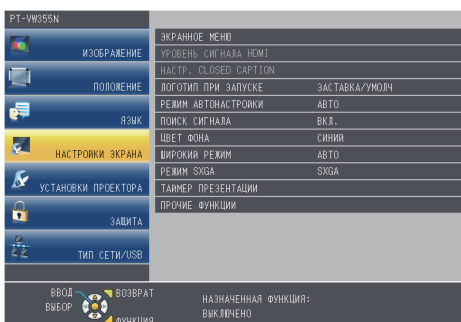 PT-VW355N
ИЗОБРАЖЕНИЕ
ПОЛОЖЕНИЕ
ЯЗЫК
НАСТРОЙКИ ЭКРАНА
УСТАНОВКИ ПРОЕКТОРА
ЗАЩИТА
ТИП СЕТИ/USB
ЭКРАННОЕ МЕНЮ
УРОВЕНЬ СИГНАЛА HDMI
НАСТР. CLOSED CAPTION
ЛОГОТИП ПРИ ЗАПУСКЕ ЗАСТАВКА/УМОЛЧ
РЕЖИМ АВТОНАСТРОЙКИ АВТО
ПОИСК СИГНАЛА ВКЛ.
ЦВЕТ ФОНА СИНИЙ
ШИРОКИЙ РЕЖИМ АВТО
РЕЖИМ SXGA SXGA
ТАЙМЕР ПРЕЗЕНТАЦИИ
ПРОЧИЕ ФУНКЦИИ
ВВОД ВОЗВРАТ
ВЫБОР
ФУНКЦИЯ
НАЗНАЧЕННАЯ ФУНКЦИЯ:
ВЫКЛЮЧЕНО